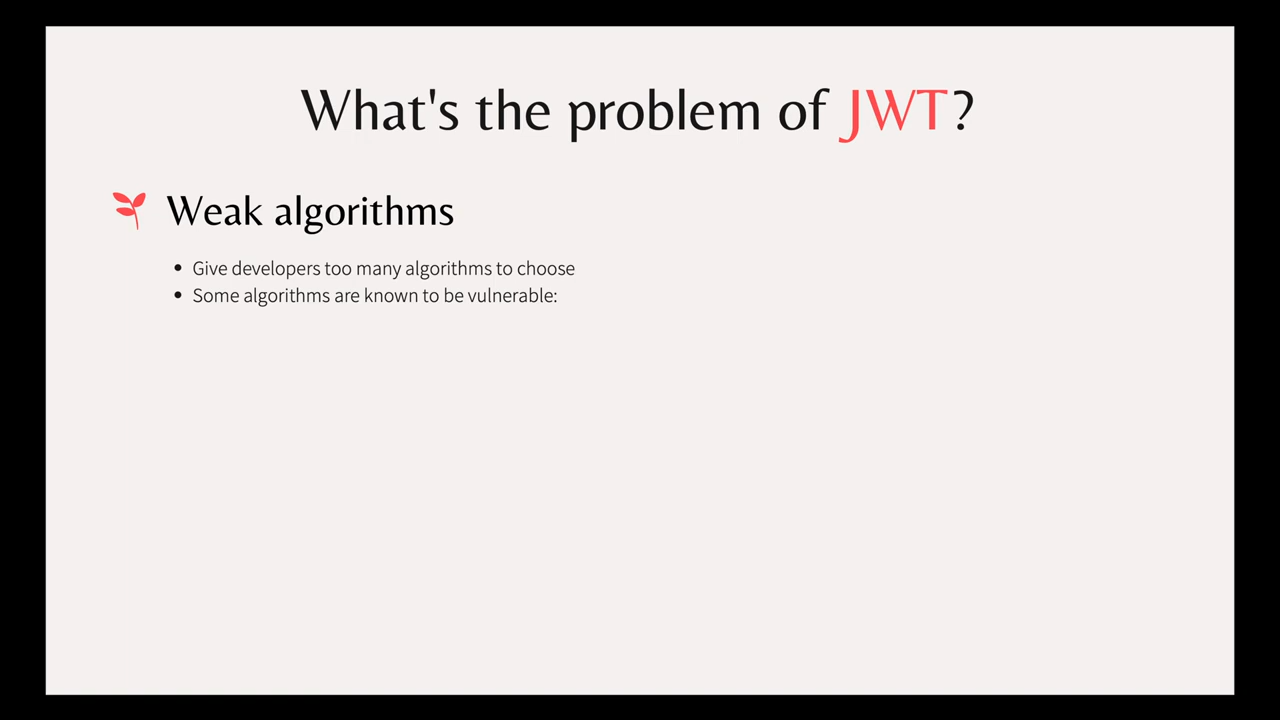 What's the problem of JWT?
Weak algorithms
• Give developers too many algorithms to choose
• Some algorithms are known to be vulnerable: